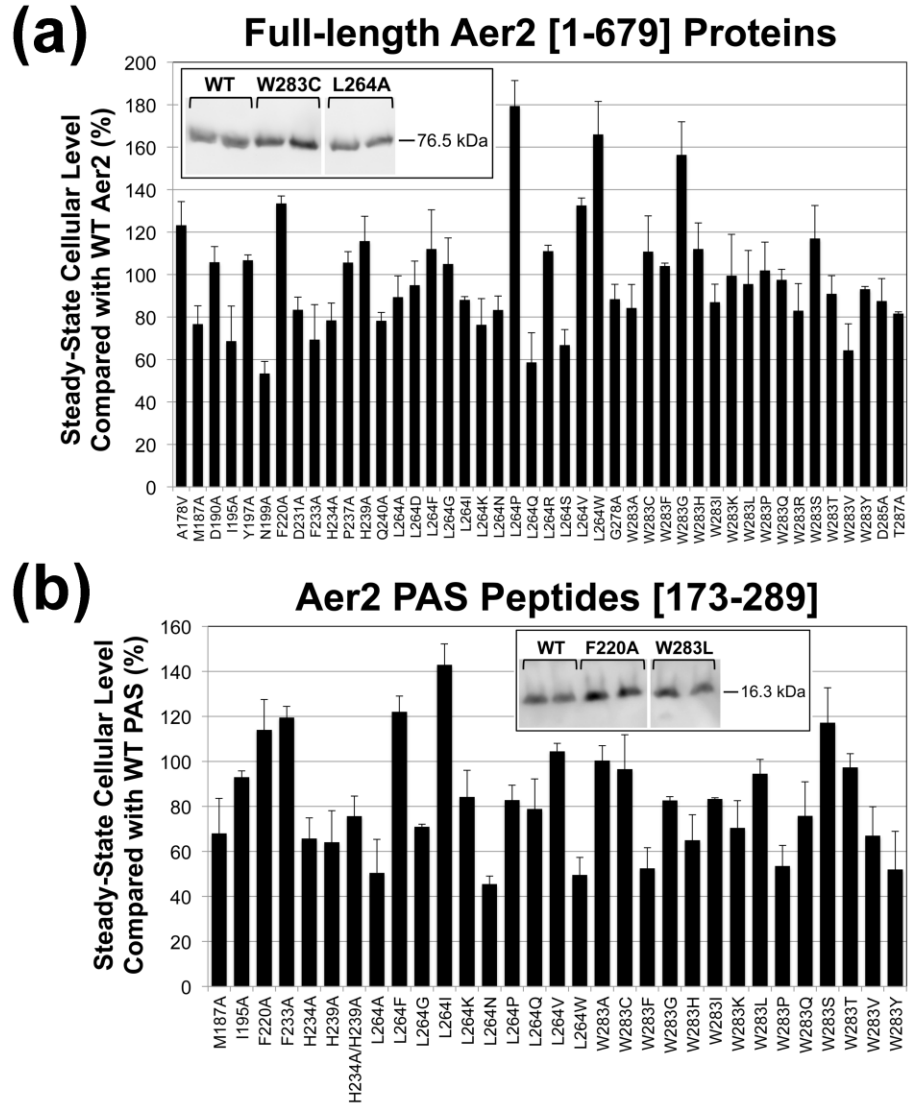 (a)
Full-length Aer2 [1-679] Proteins
Steady-State Cellular Level
Compared with WT Aer2 (%)
200
180
160
140
120
100
80
60
40
20
0
WT W283C L264A
76.5 kDa
A178V M187A D190A I195A Y197A N199A F220A D231A F233A H234A P237A H239A Q240A L264A L264D L264F L264G L264I L264K L264N L264P L264Q L264R L264S L264V L264W G278A W283A W283C W283F W283G W283H W283I W283K W283L W283P W283Q W283R W283S W283T W283V W283Y D285A T287A
(b)
Aer2 PAS Peptides [173-289]
Steady-State Cellular Level
Compared with WT PAS (%)
160
140
120
100
80
60
40
20
0
WT F220A W283L
16.3 kDa
M187A I195A F220A F233A H234A H239A H234A/H239A L264A L264F L264G L264I L264K L264N L264P L264Q L264V L264W W283A W283C W283F W283G W283H W283I W283K W283L W283P W283Q W283S W283T W283V W283Y